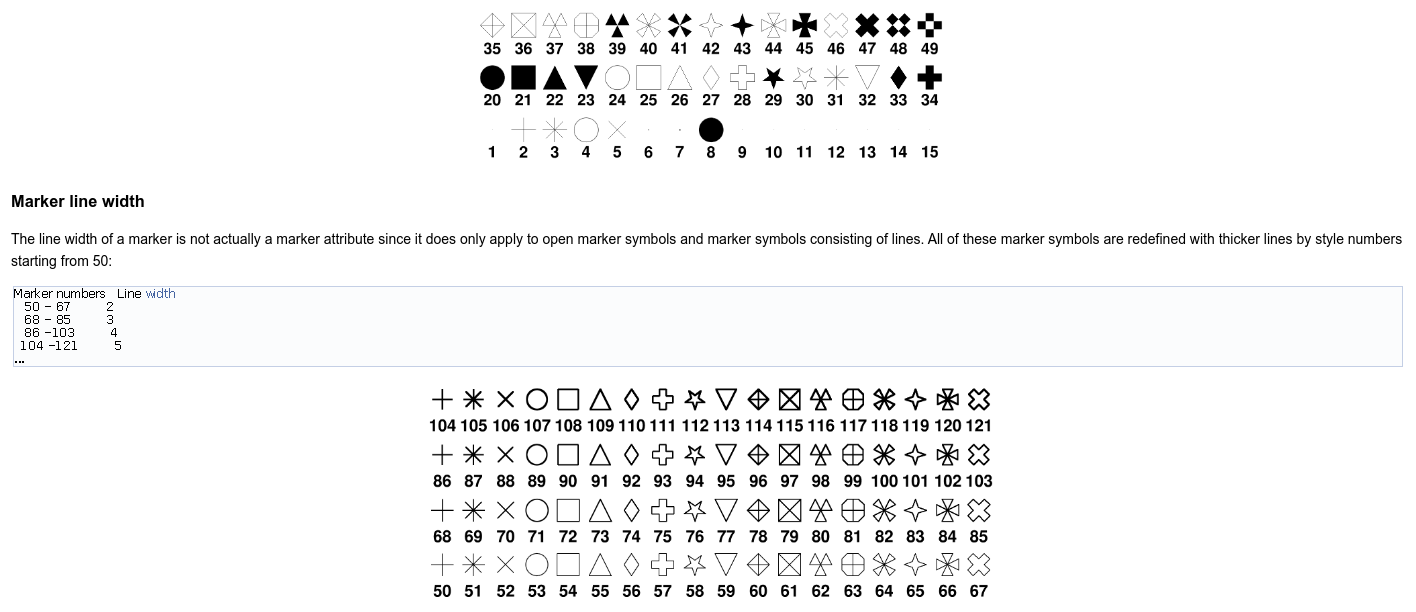 35 36 37 38 39 40 41 42 43 44 45 46 47 48 49
20 21 22 23 24 25 26 27 28 29 30 31 32 33 34
1 2 3 4 5 6 7 8 9 10 11 12 13 14 15
Marker line width
The line width of a marker is not actually a marker attribute since it does only apply to open marker symbols and marker symbols consisting of lines. All of these marker symbols are redefined with thicker lines by style numbers
starting from 50:
Marker numbers Line width
50 - 67 2
68 - 85 3
86 -103 4
104 -121 5
...
104 105 106 107 108 109 110 111 112 113 114 115 116 117 118 119 120 121
86 87 88 89 90 91 92 93 94 95 96 97 98 99 100 101 102 103
68 69 70 71 72 73 74 75 76 77 78 79 80 81 82 83 84 85
50 51 52 53 54 55 56 57 58 59 60 61 62 63 64 65 66 67